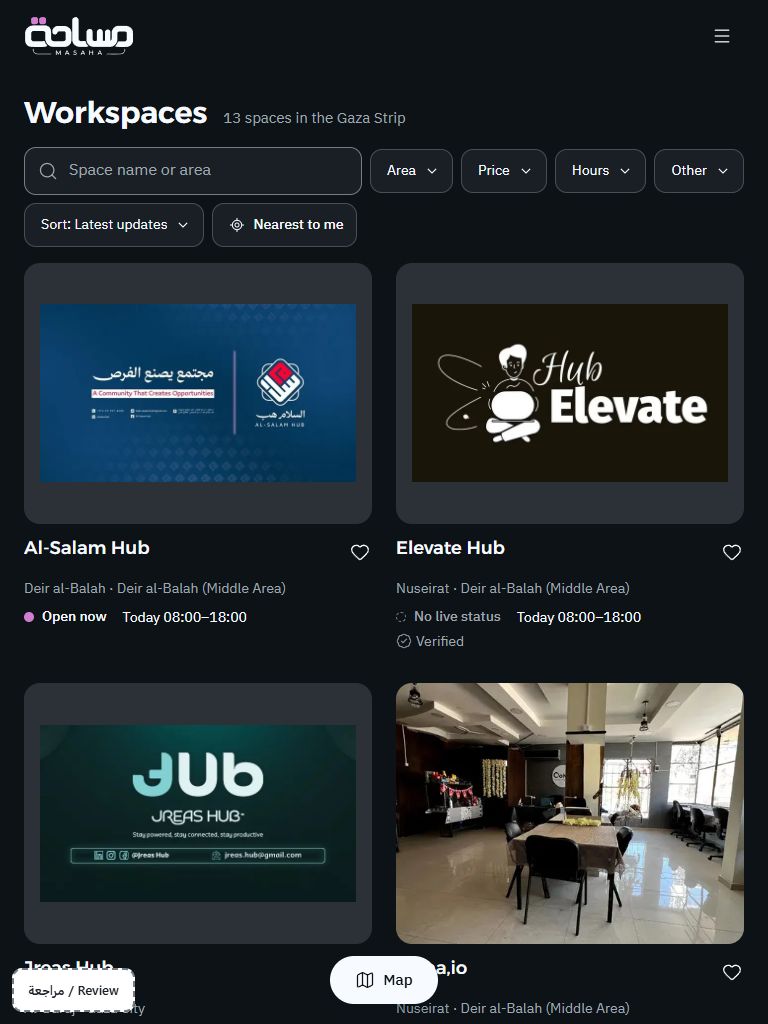 مساحة
MASAHA
Workspaces
13 spaces in the Gaza Strip
Space name or area
Area
Price
Hours
Other
Sort: Latest updates
Nearest to me
مجتمع يصنع الفرص
A Community That Creates Opportunities
السلام هب
AL-SALAM HUB
Hub
Elevate
Al-Salam Hub
Deir al-Balah · Deir al-Balah (Middle Area)
Open now
Today 08:00–18:00
Elevate Hub
Nuseirat · Deir al-Balah (Middle Area)
No live status
Today 08:00–18:00
Verified
JREAS HUB
Stay powered, stay connected, stay productive
@Jreas Hub
jreas.hub@gmail.com
Jreas Hub
مراجعة / Review
Map
Nuseirat · Deir al-Balah (Middle Area)